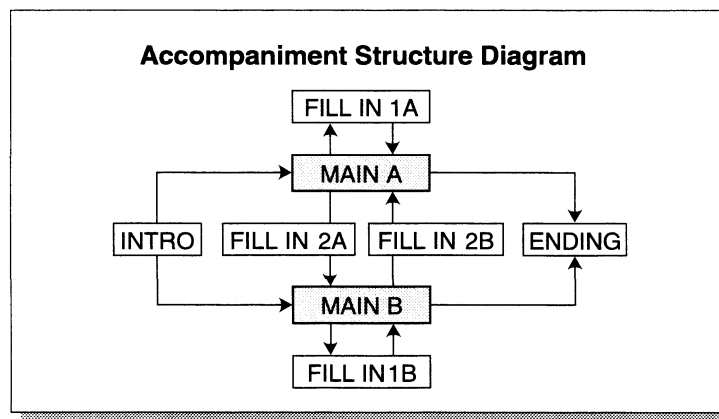 Accompaniment Structure Diagram
FILL IN 1A
MAIN A
INTRO
FILL IN 2A
FILL IN 2B
ENDING
MAIN B
FILL IN1B